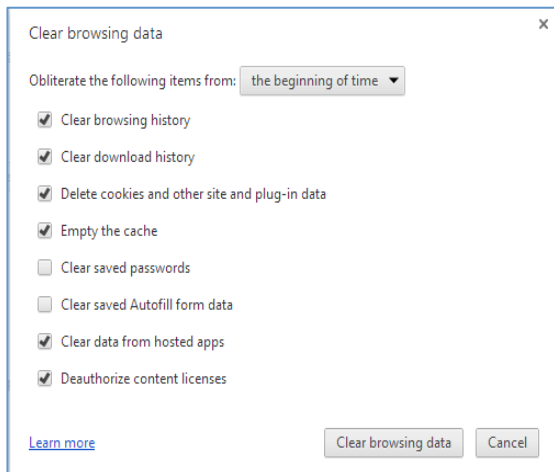 Clear browsing data
Obliterate the following items from: the beginning of time
Clear browsing history
Clear download history
Delete cookies and other site and plug-in data
Empty the cache
Clear saved passwords
Clear saved Autofill form data
Clear data from hosted apps
Deauthorize content licenses
Learn more Clear browsing data Cancel